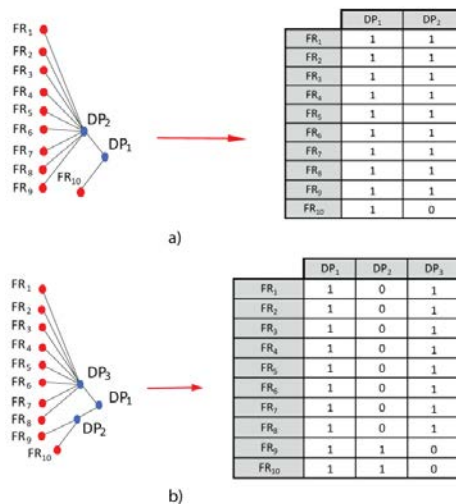 FR1
FR2
FR3
FR4
FR5
FR6
FR7
FR8
FR9
FR10
DP2
DP1
DP1 DP2
FR1 1 1
FR2 1 1
FR3 1 1
FR4 1 1
FR5 1 1
FR6 1 1
FR7 1 1
FR8 1 1
FR9 1 1
FR10 1 0
a)
FR1
FR2
FR3
FR4
FR5
FR6
FR7
FR8
FR9
FR10
DP3
DP1
DP2
DP1 DP2 DP3
FR1 1 0 1
FR2 1 0 1
FR3 1 0 1
FR4 1 0 1
FR5 1 0 1
FR6 1 0 1
FR7 1 0 1
FR8 1 0 1
FR9 1 1 0
FR10 1 1 0
b)